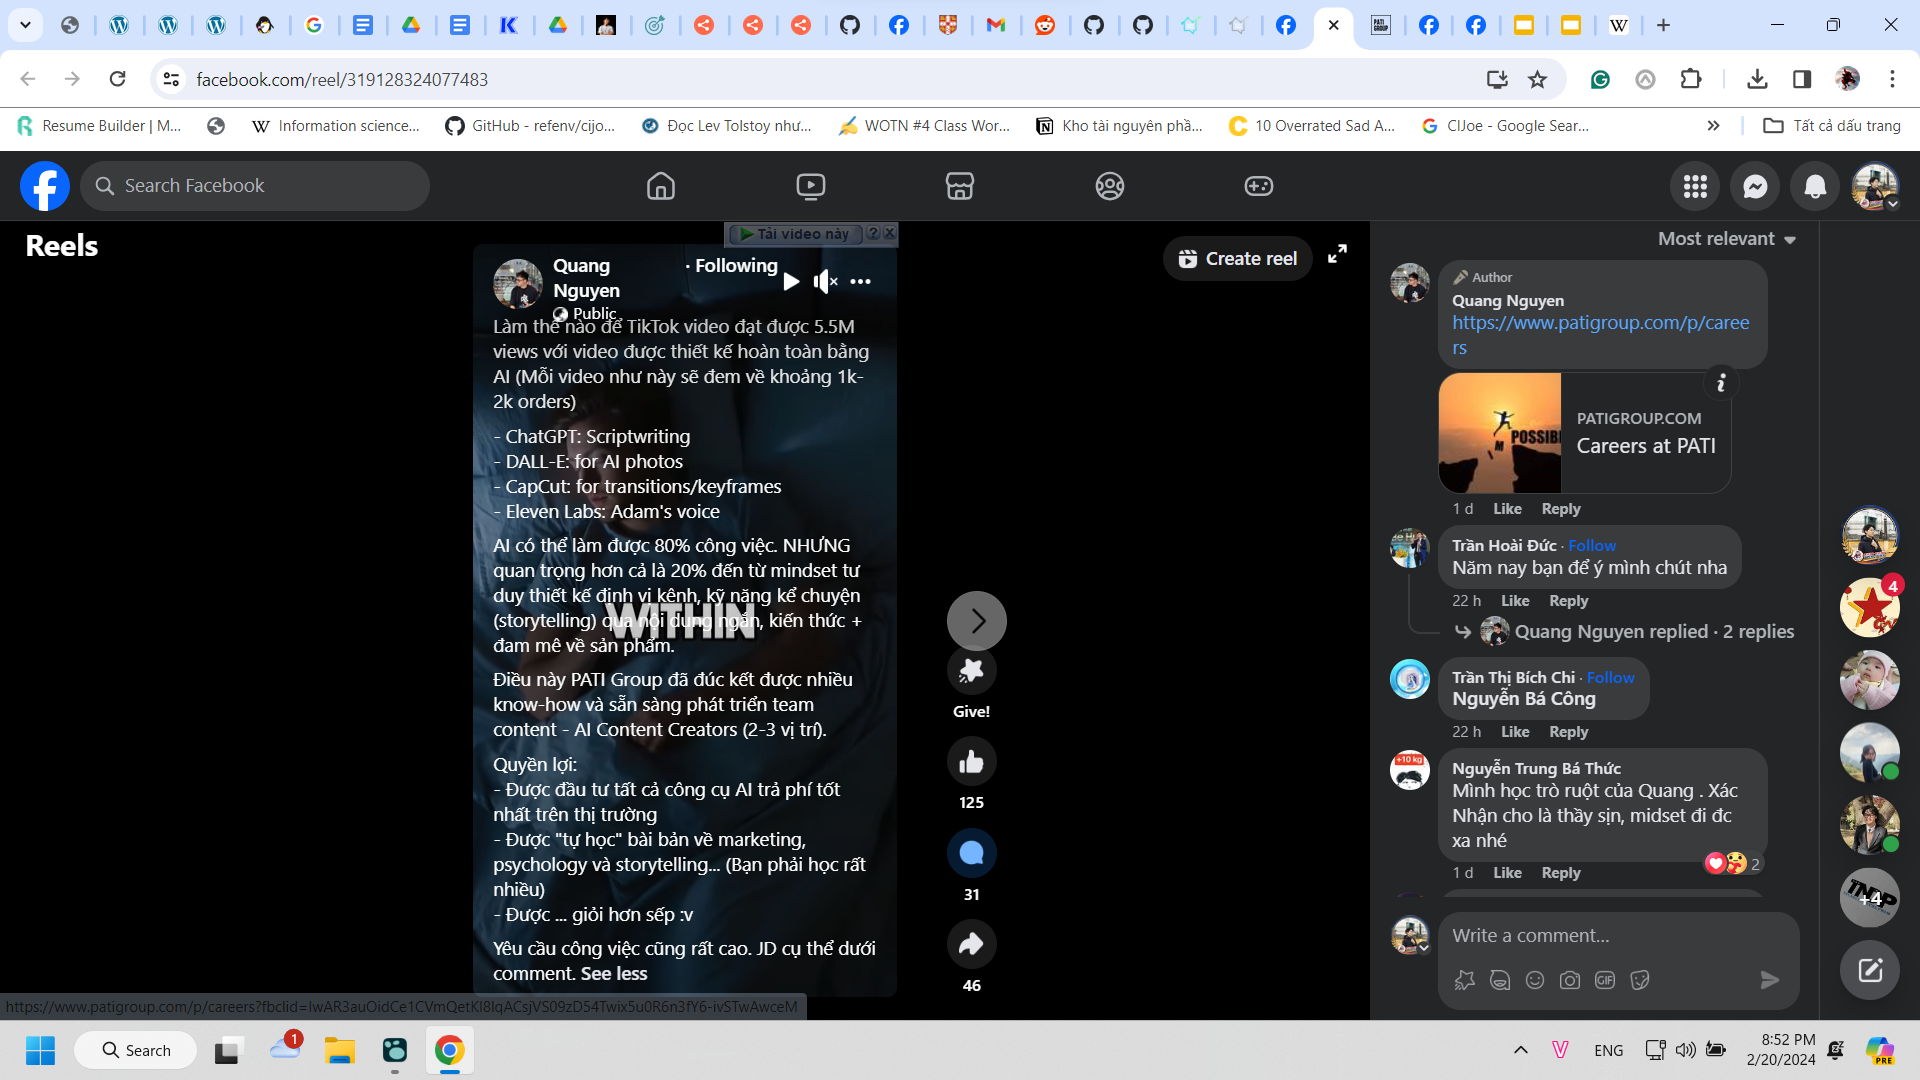 facebook.com/reel/319128324077483
Resume Builder | M...
Information science...
GitHub - refenv/cijo...
Đọc Lev Tolstoy như...
WOTN #4 Class Wor...
Kho tài nguyên phầ...
10 Overrated Sad A...
CIJoe - Google Sear...
Tất cả dấu trang
Search Facebook
Reels
Tải video này
Quang Nguyen
· Following
Public
Làm thế nào để TikTok video đạt được 5.5M
views với video được thiết kế hoàn toàn bằng
AI (Mỗi video như này sẽ đem về khoảng 1k-
2k orders)
- ChatGPT: Scriptwriting
- DALL-E: for AI photos
- CapCut: for transitions/keyframes
- Eleven Labs: Adam's voice
AI có thể làm được 80% công việc. NHƯNG
quan trọng hơn cả là 20% đến từ mindset tư
duy thiết kế định vị kênh, kỹ năng kể chuyện
(storytelling) qua nội dung ngắn, kiến thức +
đam mê về sản phẩm.
WITHIN
Điều này PATI Group đã đúc kết được nhiều
know-how và sẵn sàng phát triển team
content - AI Content Creators (2-3 vị trí).
Quyền lợi:
- Được đầu tư tất cả công cụ AI trả phí tốt
nhất trên thị trường
- Được "tự học" bài bản về marketing,
psychology và storytelling... (Bạn phải học rất
nhiều)
- Được ... giỏi hơn sếp :v
Yêu cầu công việc cũng rất cao. JD cụ thể dưới
comment. See less
Create reel
Give!
125
31
46
Most relevant
Author
Quang Nguyen
https://www.patigroup.com/p/caree
rs
POSSIBL
PATIGROUP.COM
Careers at PATI
1 d Like Reply
Trần Hoài Đức · Follow
Năm nay bạn để ý mình chút nha
22 h Like Reply
Quang Nguyen replied · 2 replies
Trần Thị Bích Chi · Follow
Nguyễn Bá Công
22 h Like Reply
+10 kg
Nguyễn Trung Bá Thức
Mình học trò ruột của Quang . Xác
Nhận cho là thầy sịn, midset đi đc
xa nhé
2
1 d Like Reply
Write a comment...
GIF
4
+4
https://www.patigroup.com/p/careers?fbclid=IwAR3auOidCe1CVmQetKl8IqACsjVS09zD54Twix5u0R6n3fY6-ivSTwAwceM
Search
1
ENG
8:52 PM
2/20/2024
PRE